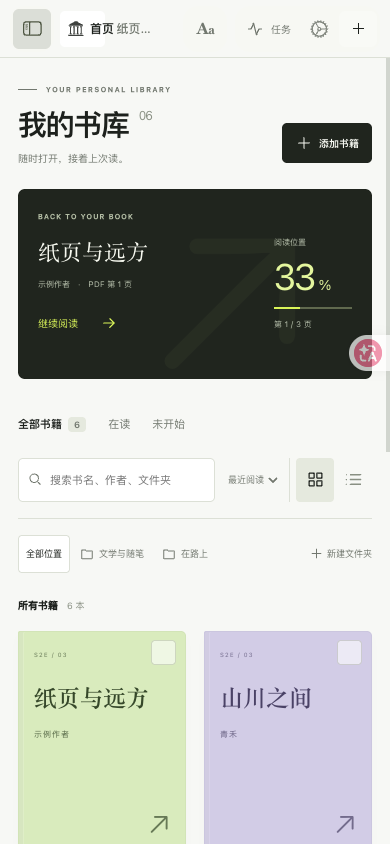 首页 纸页… Aa 任务
YOUR PERSONAL LIBRARY
我的书库 06
随时打开，接着上次读。
添加书籍
BACK TO YOUR BOOK
纸页与远方
示例作者 · PDF 第 1 页
继续阅读
阅读位置
33%
第 1 / 3 页
全部书籍 6 在读 未开始
搜索书名、作者、文件夹 最近阅读
全部位置 文学与随笔 在路上 新建文件夹
所有书籍 6 本
S2E / 03
纸页与远方
示例作者
S2E / 03
山川之间
青禾